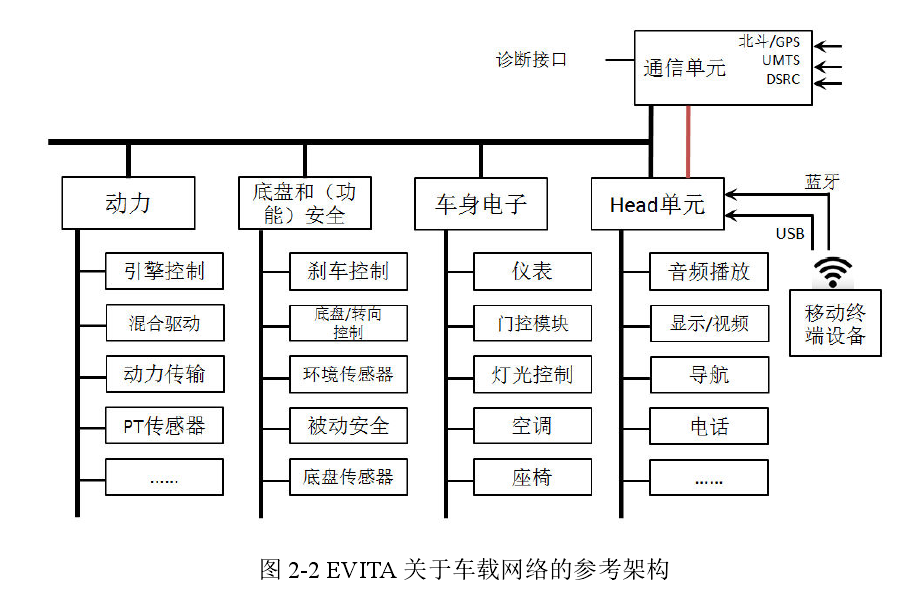 北斗/GPS
诊断接口
通信单元
UMTS
DSRC
蓝牙
动力
底盘和（功
能）安全
车身电子
Head单元
USB
引擎控制
刹车控制
仪表
音频播放
混合驱动
底盘/转向
控制
门控模块
显示/视频
移动终
端设备
动力传输
环境传感器
灯光控制
导航
PT传感器
被动安全
空调
电话
......
底盘传感器
座椅
......
图 2-2 EVITA 关于车载网络的参考架构